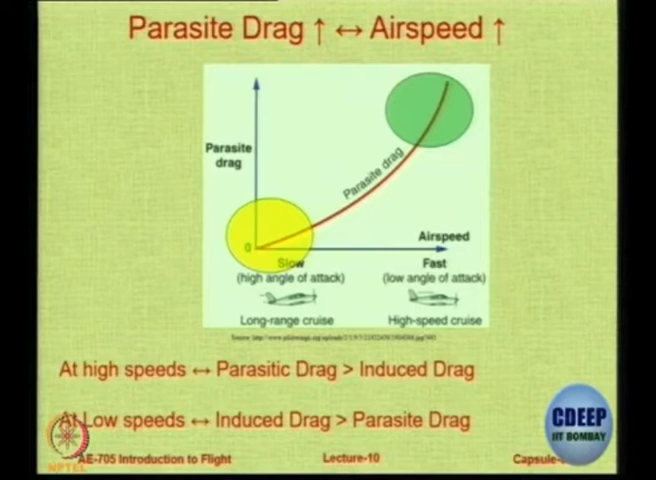 Parasite Drag ↑ ↔ Airspeed ↑
Parasite
drag
Parasite drag
0
Airspeed
Slow
Fast
(high angle of attack)
(low angle of attack)
Long-range cruise
High-speed cruise
At high speeds ↔ Parasitic Drag > Induced Drag
At Low speeds ↔ Induced Drag > Parasite Drag
CDEEP
IIT BOMBAY
NPTEL
AE-705 Introduction to Flight
Lecture-10